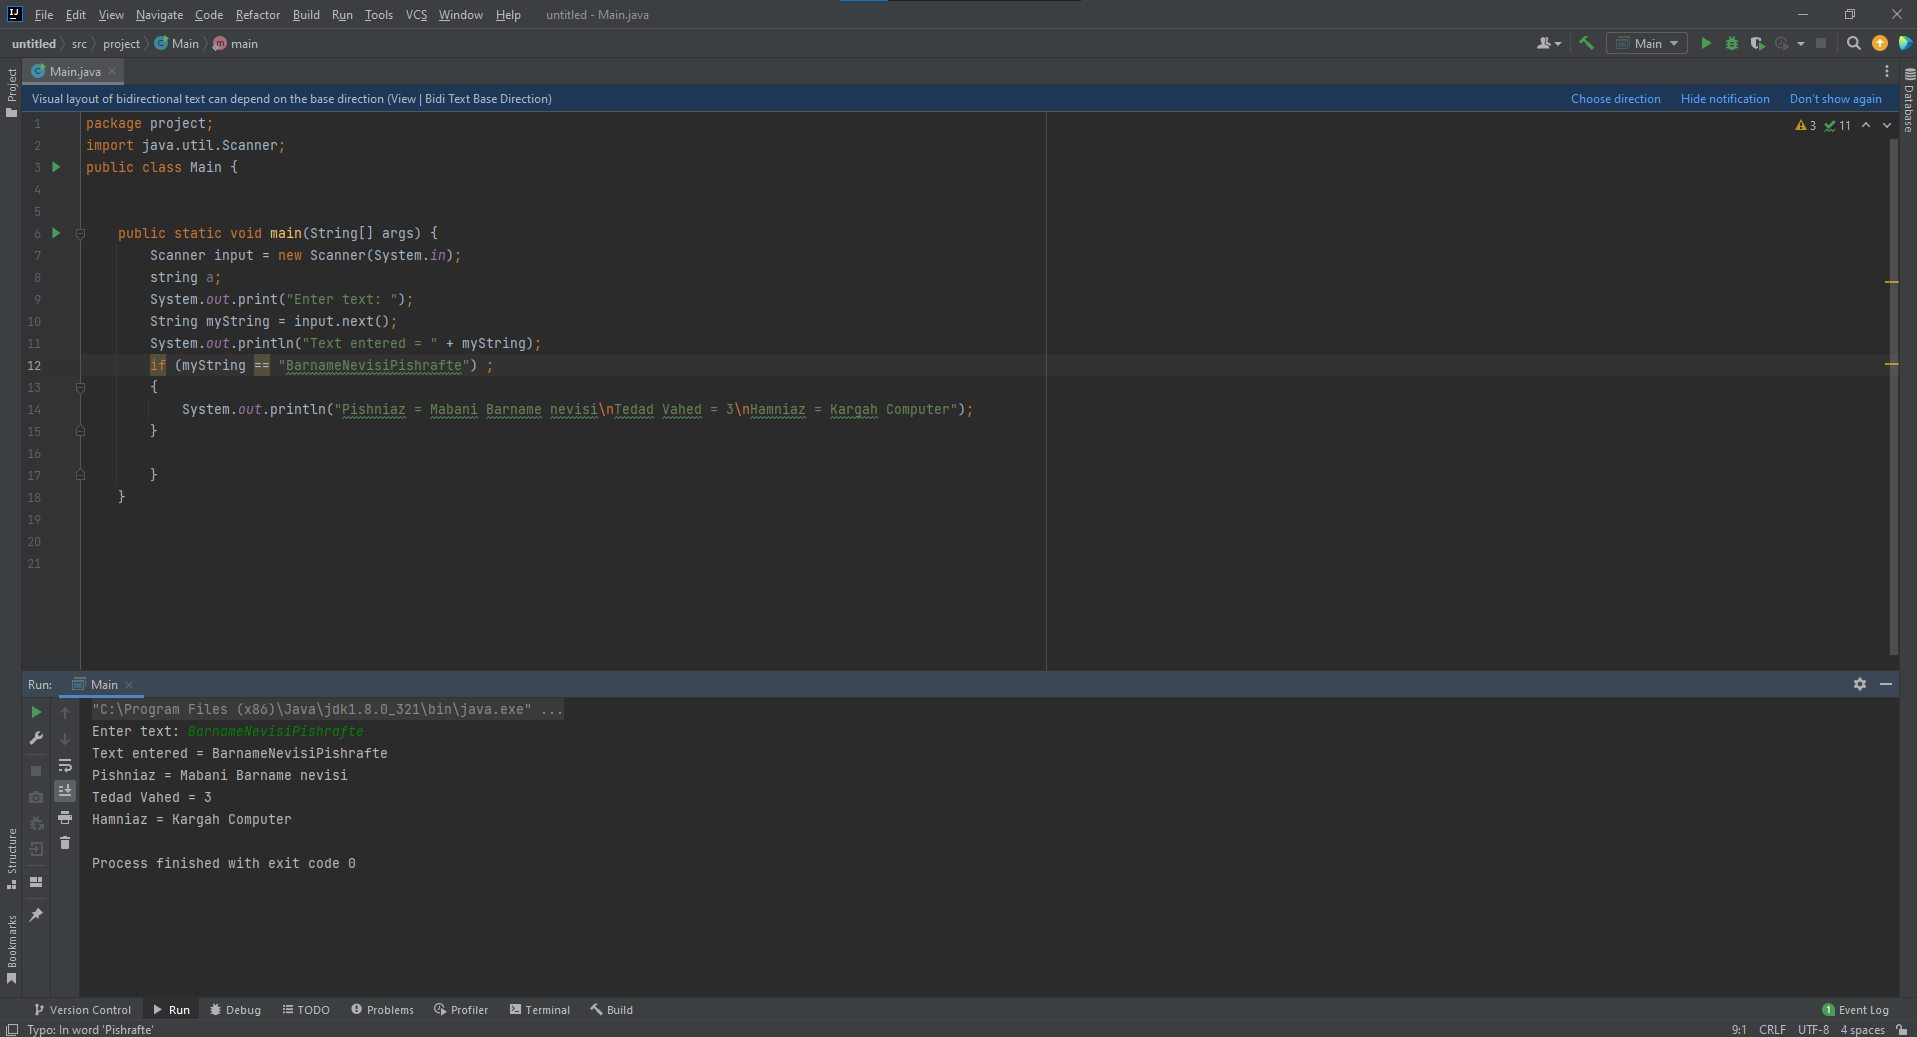 File Edit View Navigate Code Refactor Build Run Tools VCS Window Help untitled - Main.java
untitled src project Main main
Main
Main.java
Project
Database
Visual layout of bidirectional text can depend on the base direction (View | Bidi Text Base Direction) Choose direction Hide notification Don't show again
3 11
1 package project;
2 import java.util.Scanner;
3 public class Main {
4
5
6 public static void main(String[] args) {
7 Scanner input = new Scanner(System.in);
8 string a;
9 System.out.print("Enter text: ");
10 String myString = input.next();
11 System.out.println("Text entered = " + myString);
12 if (myString == "BarnameNevisiPishrafte") ;
13 {
14 System.out.println("Pishniaz = Mabani Barname nevisi\nTedad Vahed = 3\nHamniaz = Kargah Computer");
15 }
16
17 }
18 }
19
20
21
Run: Main
"C:\Program Files (x86)\Java\jdk1.8.0_321\bin\java.exe" ...
Enter text: BarnameNevisiPishrafte
Text entered = BarnameNevisiPishrafte
Pishniaz = Mabani Barname nevisi
Tedad Vahed = 3
Hamniaz = Kargah Computer
Process finished with exit code 0
Structure
Bookmarks
Version Control Run Debug TODO Problems Profiler Terminal Build 1 Event Log
Typo: In word 'Pishrafte' 9:1 CRLF UTF-8 4 spaces